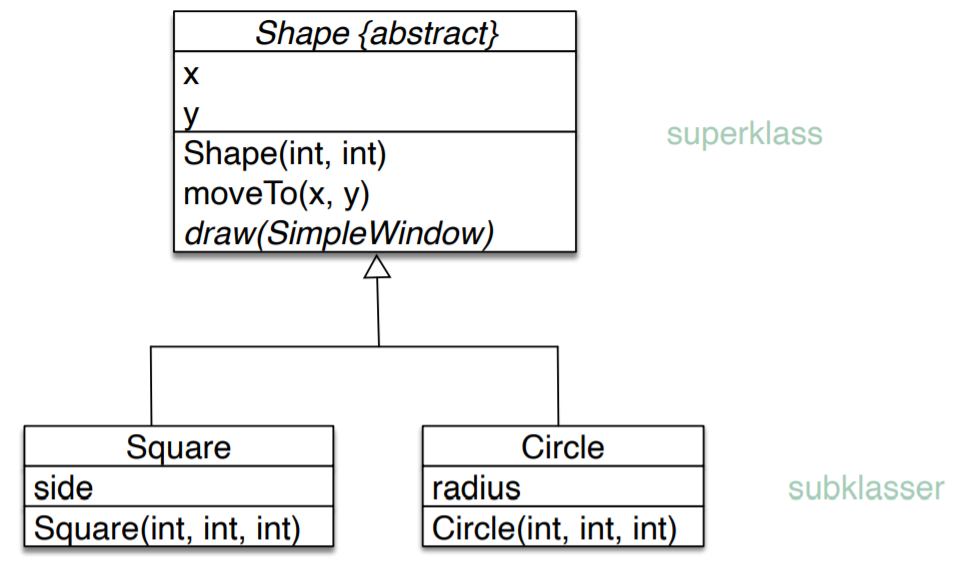 Shape {abstract}
x
y
superklass
Shape(int, int)
moveTo(x, y)
draw(SimpleWindow)
Square
side
Square(int, int, int)
Circle
radius
Circle(int, int, int)
subklasser